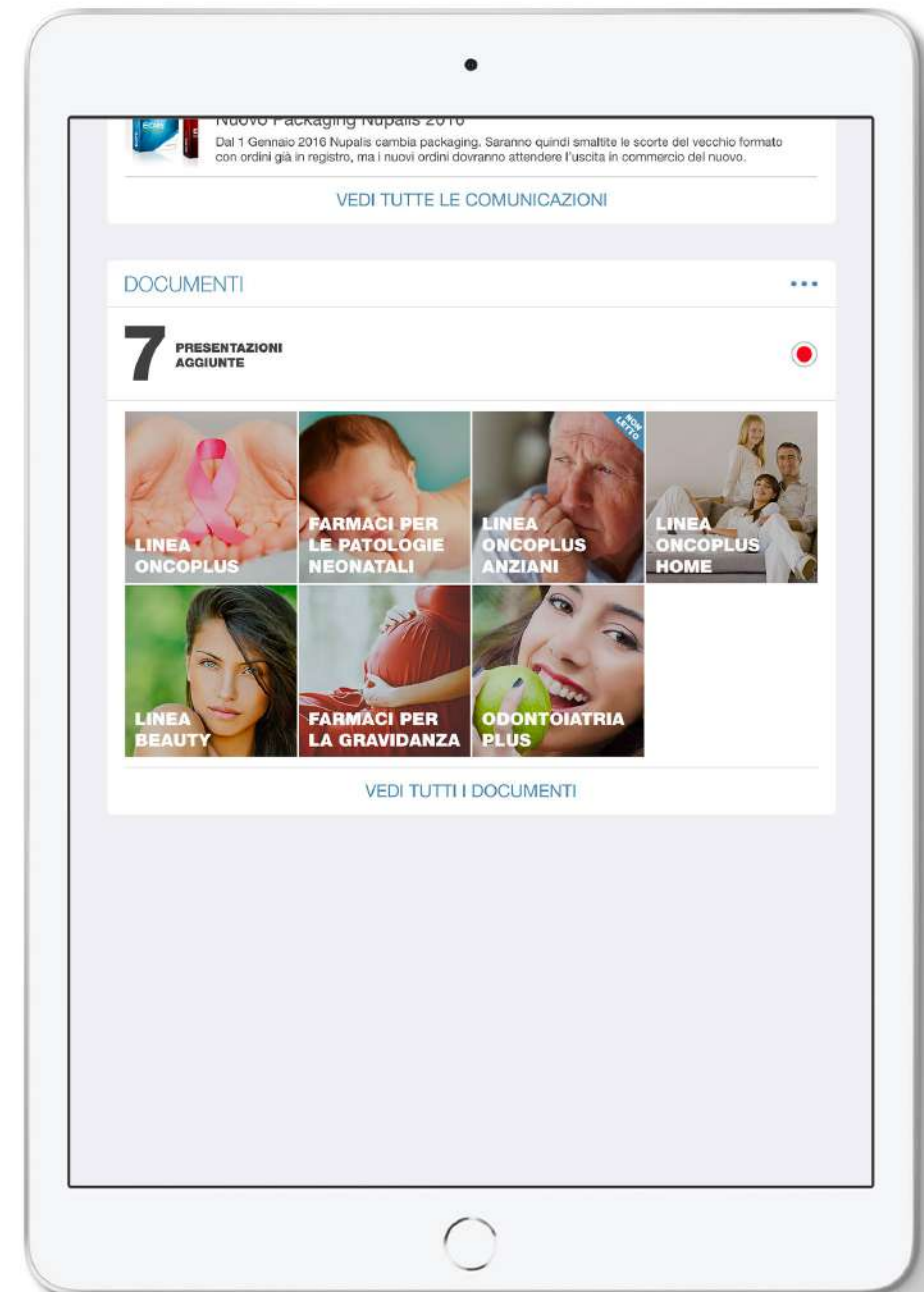 Nuovo Packaging Nupalis 2016
Dal 1 Gennaio 2016 Nupalis cambia packaging. Saranno quindi smaltite le scorte del vecchio formato
con ordini già in registro, ma i nuovi ordini dovranno attendere l'uscita in commercio del nuovo.
VEDI TUTTE LE COMUNICAZIONI
DOCUMENTI
7
PRESENTAZIONI
AGGIUNTE
LINEA
ONCOPLUS
FARMACI PER
LE PATOLOGIE
NEONATALI
NON
LETTO
LINEA
ONCOPLUS
ANZIANI
LINEA
ONCOPLUS
HOME
LINEA
BEAUTY
FARMACI PER
LA GRAVIDANZA
ODONTOIATRIA
PLUS
VEDI TUTTI I DOCUMENTI